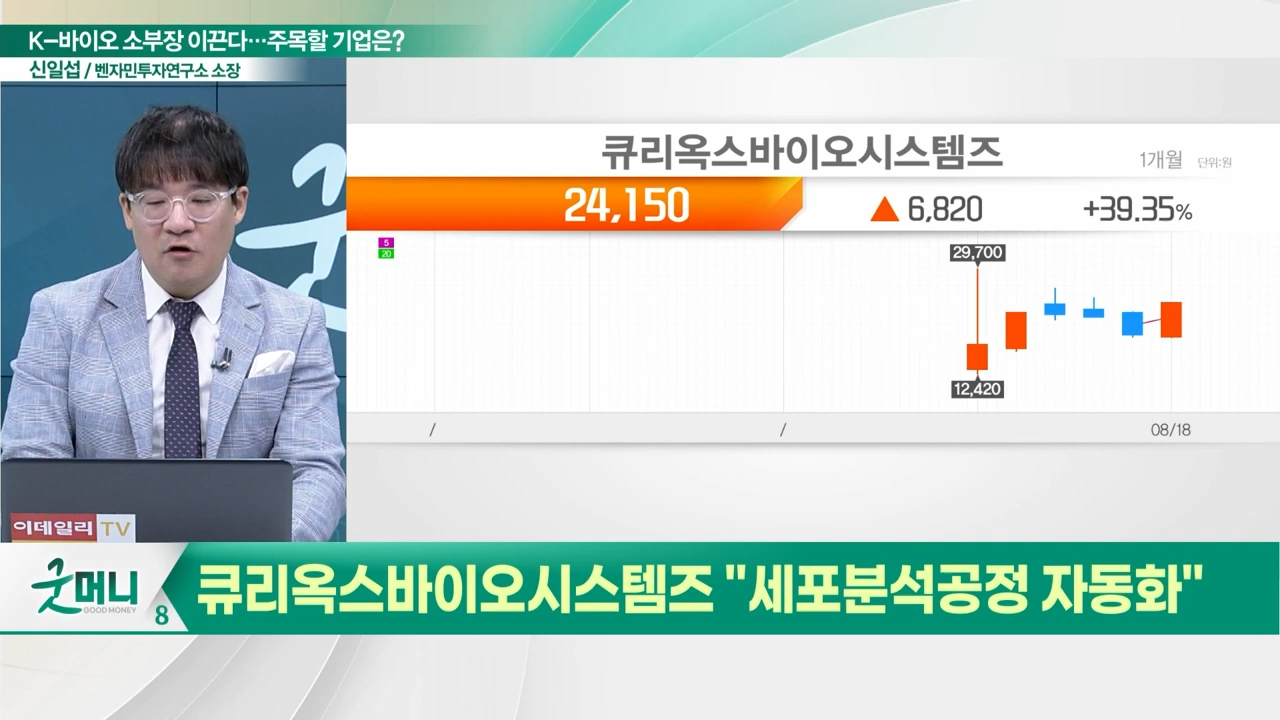 K-바이오 소부장 이끈다…주목할 기업은?
신일섭 / 벤자민투자연구소 소장
큐리옥스바이오시스템즈
1개월 단위:원
24,150 ▲ 6,820 +39.35%
5
20
29,700
12,420
/ / 08/18
이데일리 TV
굿머니
GOOD MONEY
8
큐리옥스바이오시스템즈 "세포분석공정 자동화"